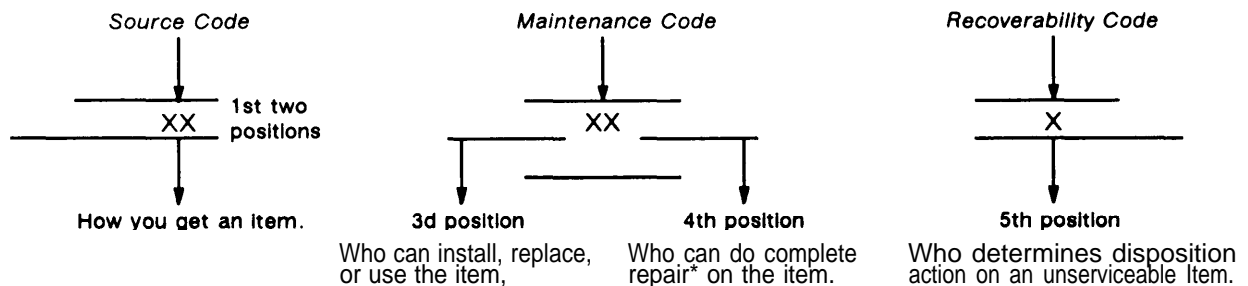 Source Code
Maintenance Code
Recoverability Code
1st two
positions
XX
XX
X
How you get an item.
3d position
4th position
5th position
Who can install, replace,
or use the item,
Who can do complete
repair* on the item.
Who determines disposition
action on an unserviceable Item.